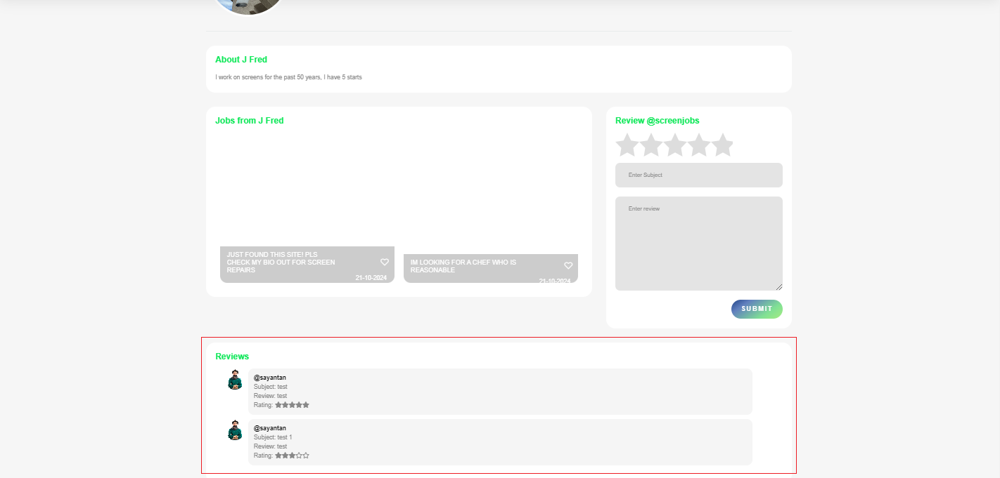 About J Fred
I work on screens for the past 50 years, I have 5 starts
Jobs from J Fred
JUST FOUND THIS SITE! PLS
CHECK MY BIO OUT FOR SCREEN
REPAIRS
21-10-2024
IM LOOKING FOR A CHEF WHO IS
REASONABLE
21-10-2024
Review @screenjobs
Enter Subject
Enter review
SUBMIT
Reviews
@sayantan
Subject: test
Review: test
Rating:
@sayantan
Subject: test 1
Review: test
Rating: